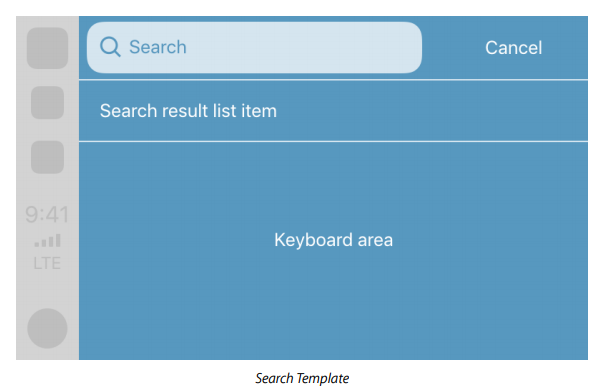 Search
Cancel
Search result list item
Keyboard area
9:41
LTE
Search Template